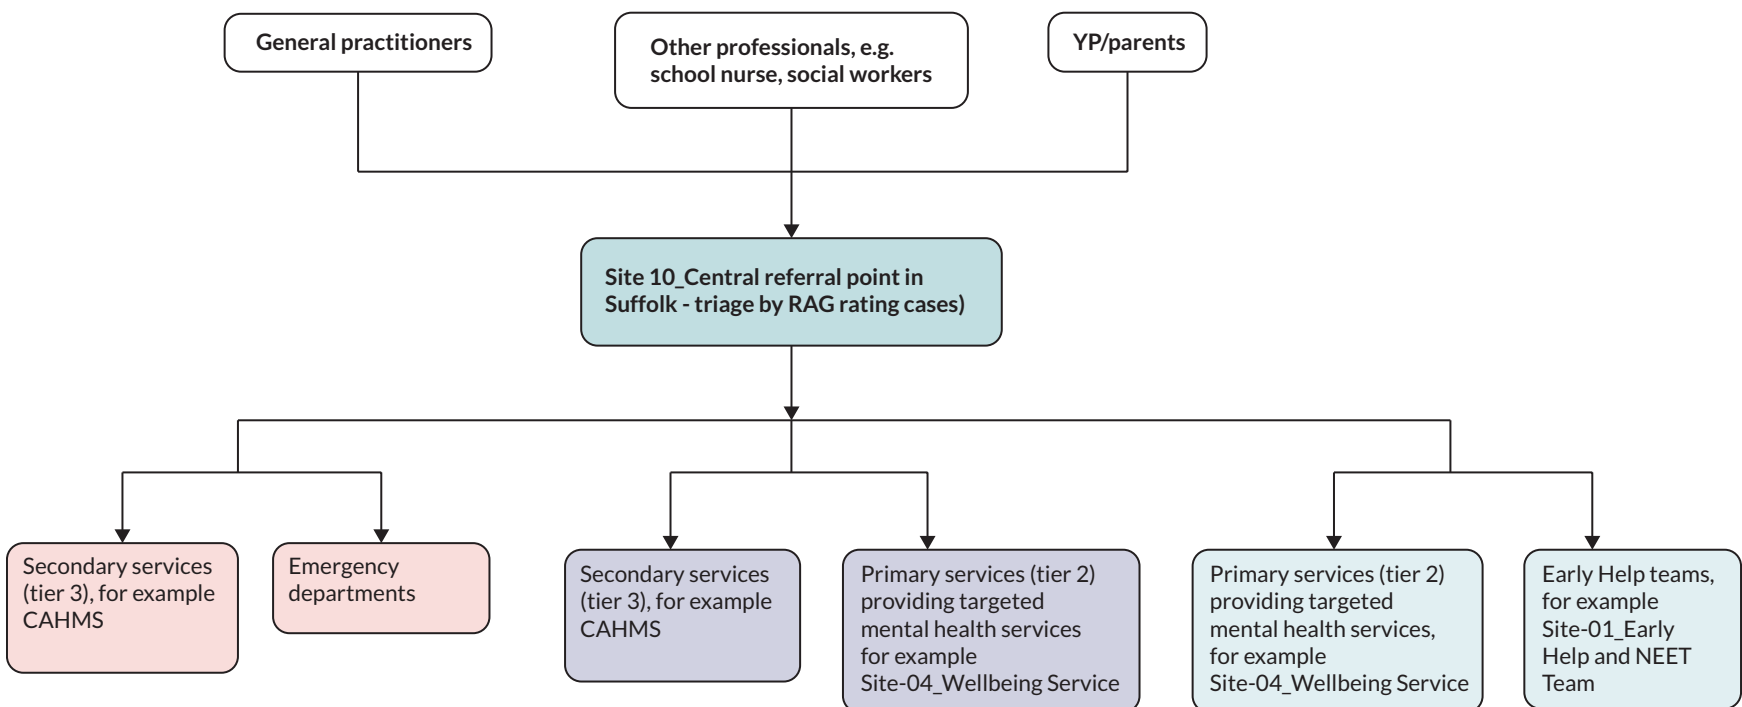 General practitioners
Other professionals, e.g.
school nurse, social workers
YP/parents
Site 10_Central referral point in
Suffolk - triage by RAG rating cases)
Secondary services
(tier 3), for example
CAHMS
Emergency
departments
Secondary services
(tier 3), for example
CAHMS
Primary services (tier 2)
providing targeted
mental health services
for example
Site-04_Wellbeing Service
Primary services (tier 2)
providing targeted
mental health services,
for example
Site-04_Wellbeing Service
Early Help teams,
for example
Site-01_Early
Help and NEET
Team